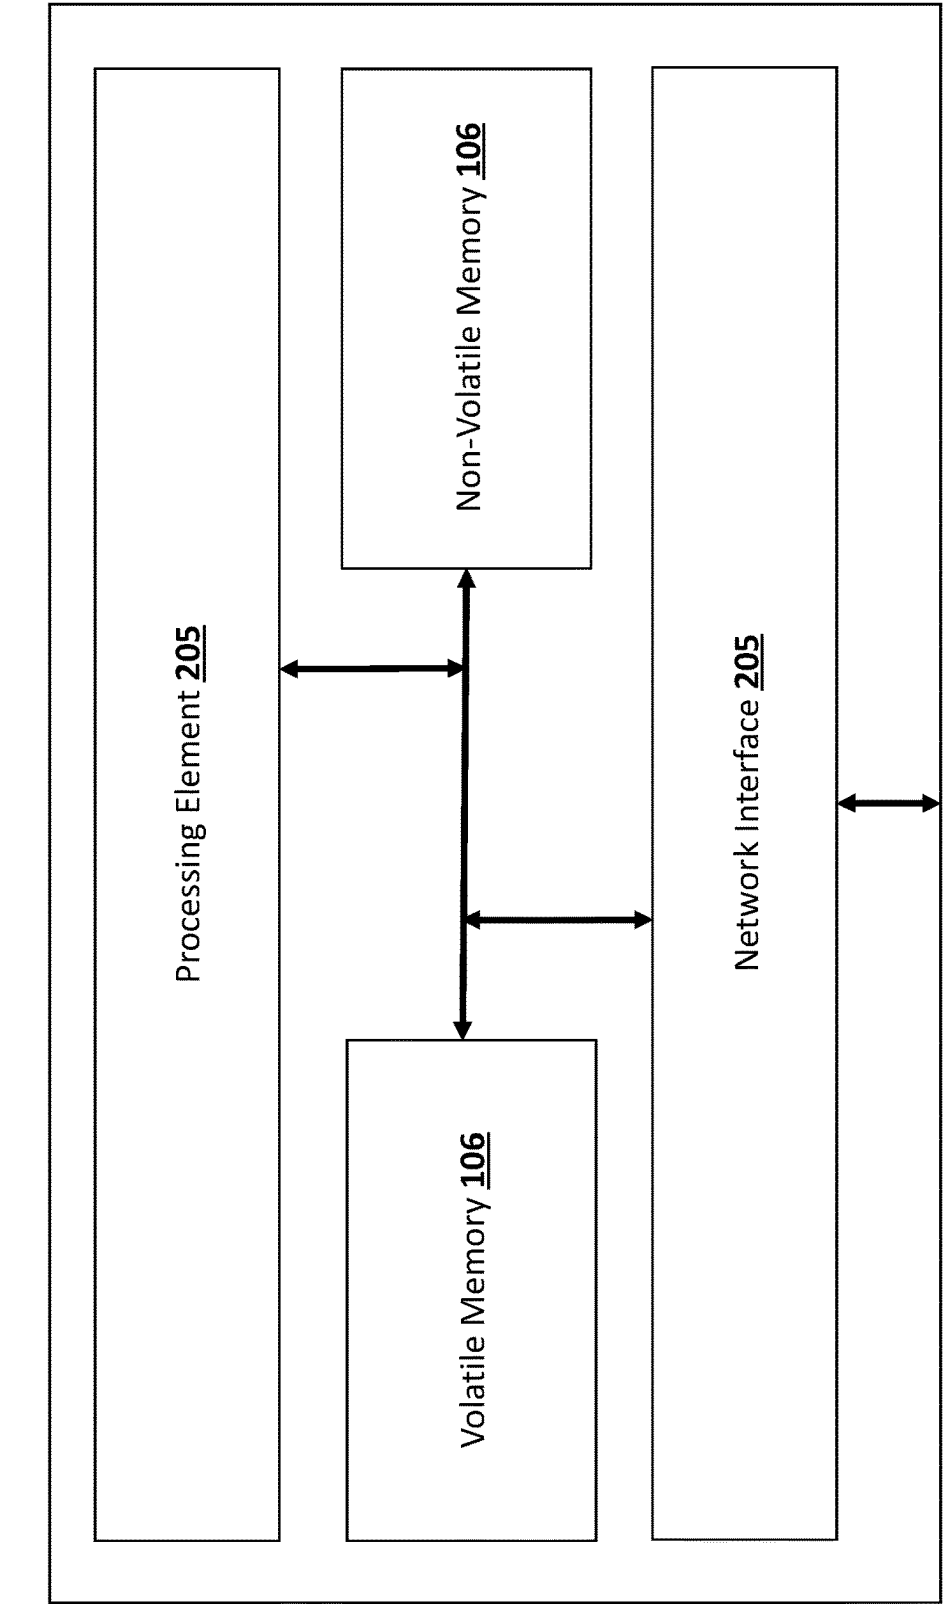 Processing Element 205
Volatile Memory 106
Non-Volatile Memory 106
Network Interface 205